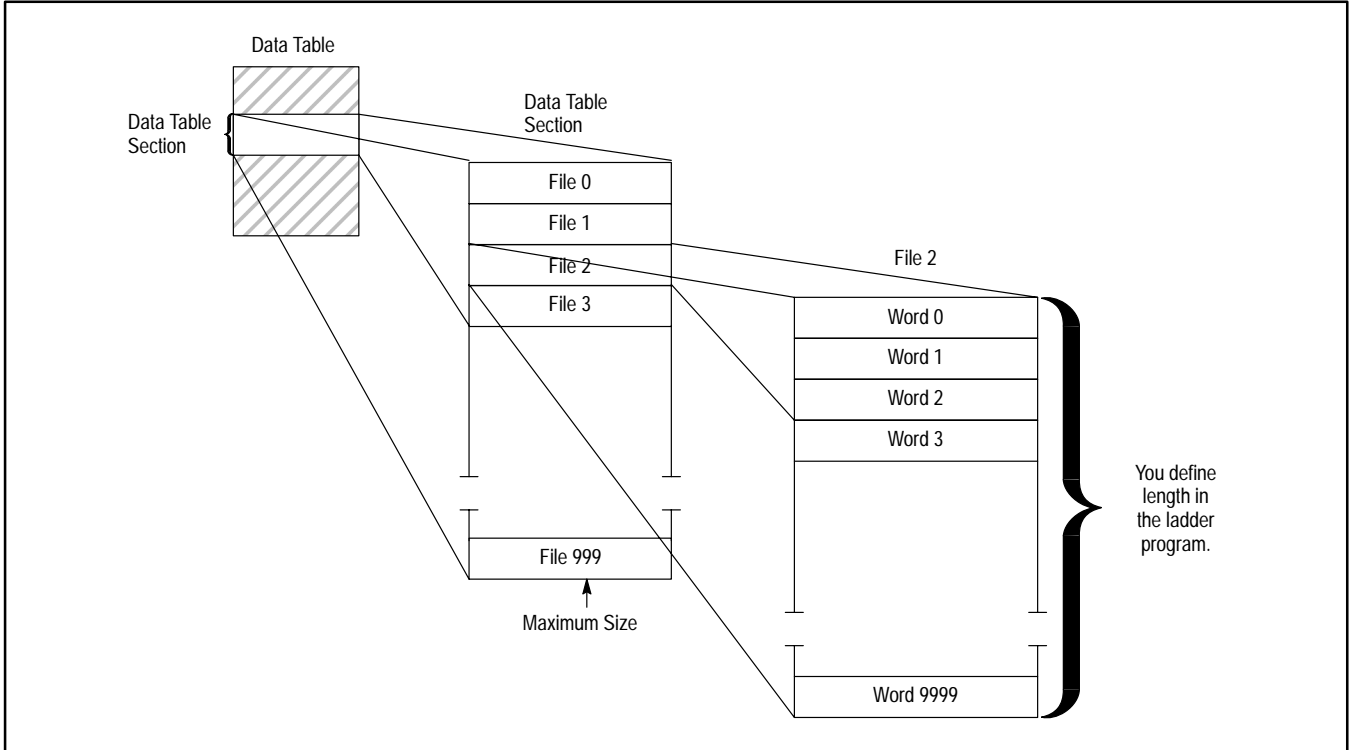 Data Table
Data Table
Section
Data Table
Section
File 0
File 1
File 2
File 3
File 999
Maximum Size
File 2
Word 0
Word 1
Word 2
Word 3
Word 9999
You define
length in
the ladder
program.